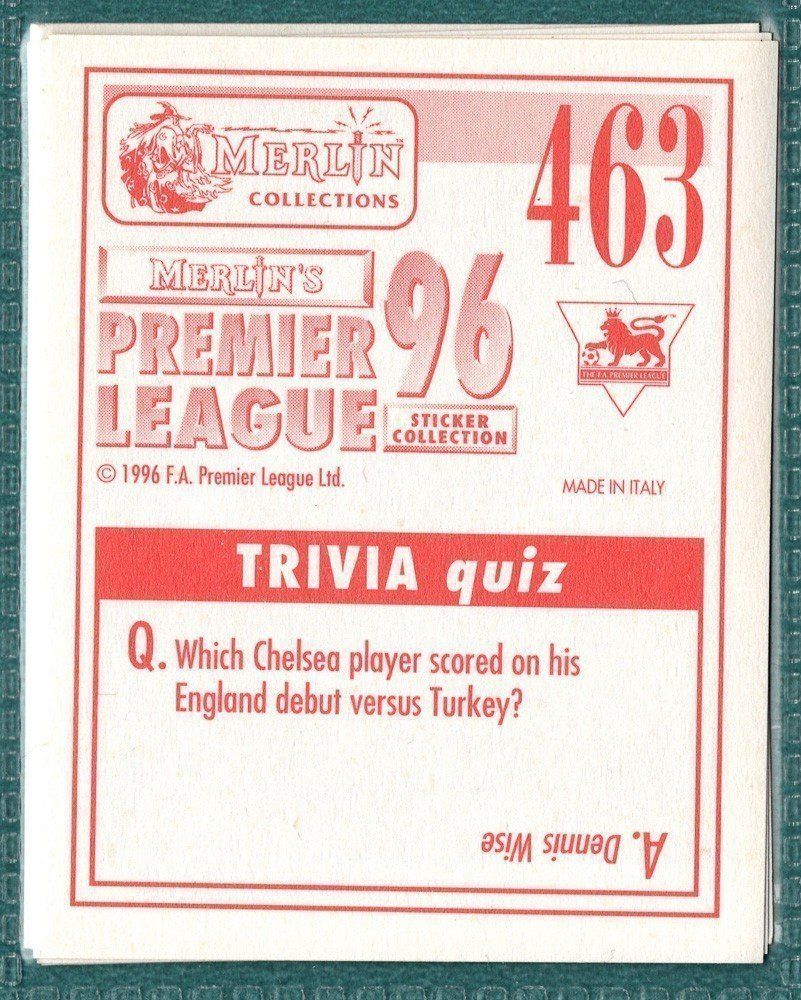 MERLIN™
COLLECTIONS
463
MERLIN'S
PREMIER
LEAGUE
96
STICKER
COLLECTION
THE F.A. PREMIER LEAGUE
© 1996 F.A. Premier League Ltd.
MADE IN ITALY
TRIVIA quiz
Q. Which Chelsea player scored on his
England debut versus Turkey?
A. Dennis Wise